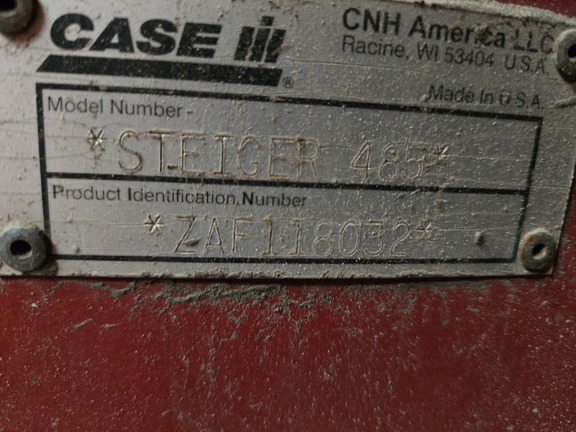 CASE IH
CNH America LLC
Racine, WI 53404 U.S.A.
Made In U.S.A.
Model Number-
*STEIGER 485*
Product Identification Number
*ZAF118032*